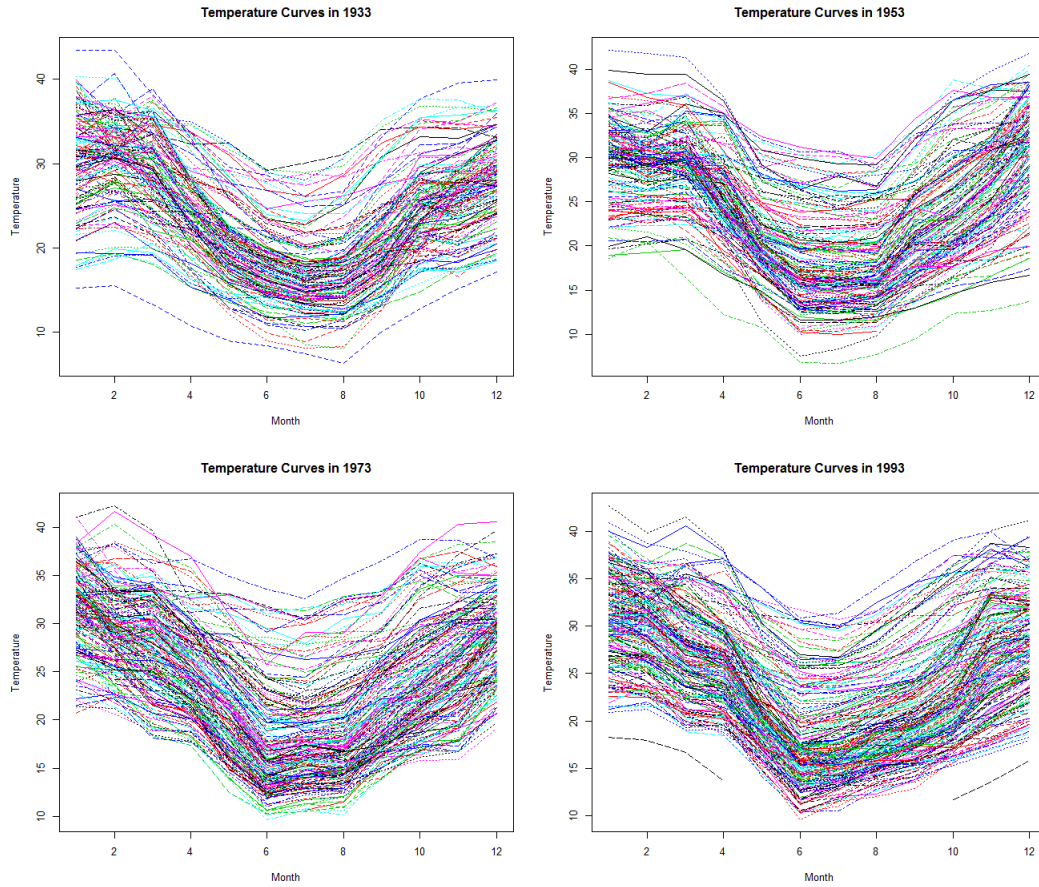 Temperature Curves in 1933
Temperature
40
30
20
10
2 4 6 8 10 12
Month
Temperature Curves in 1953
Temperature
40
35
30
25
20
15
10
2 4 6 8 10 12
Month
Temperature Curves in 1973
Temperature
40
35
30
25
20
15
10
2 4 6 8 10 12
Month
Temperature Curves in 1993
Temperature
40
35
30
25
20
15
10
2 4 6 8 10 12
Month